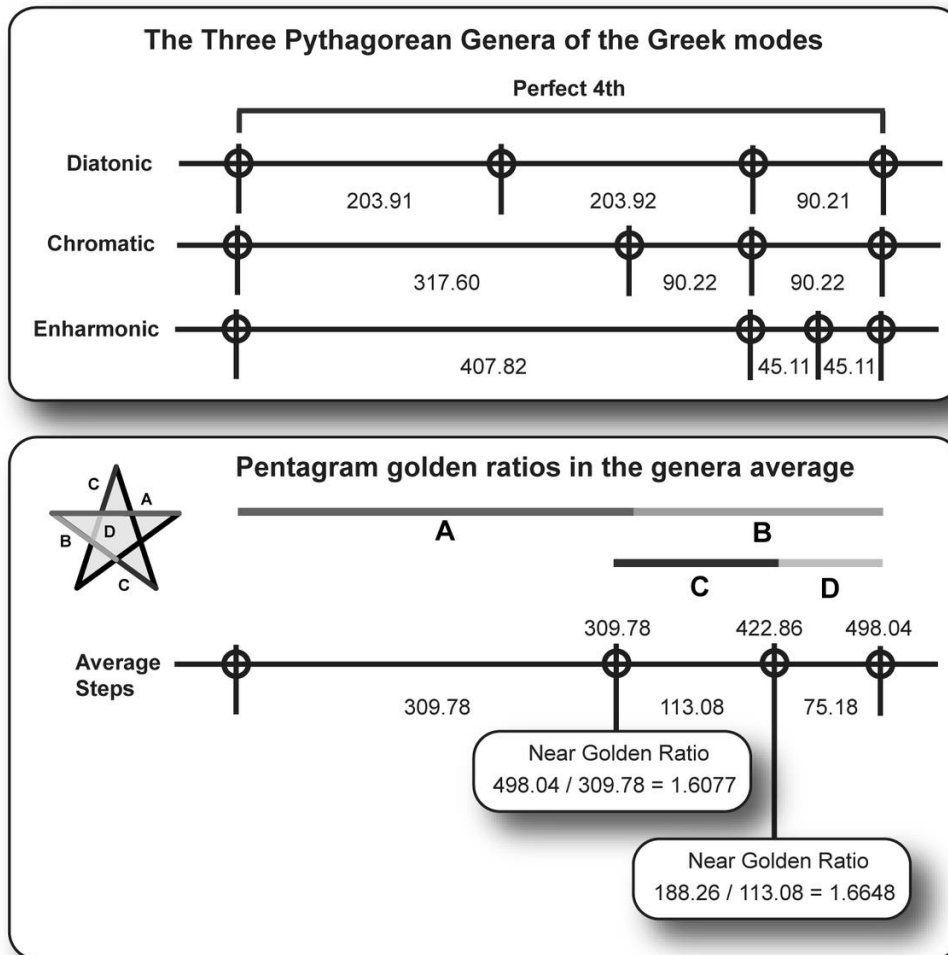 The Three Pythagorean Genera of the Greek modes
Perfect 4th
Diatonic
203.91 203.92 90.21
Chromatic
317.60 90.22 90.22
Enharmonic
407.82 45.11 45.11
Pentagram golden ratios in the genera average
C
A
B
D
C
A B
C D
309.78 422.86 498.04
Average
Steps
309.78 113.08 75.18
Near Golden Ratio
498.04 / 309.78 = 1.6077
Near Golden Ratio
188.26 / 113.08 = 1.6648